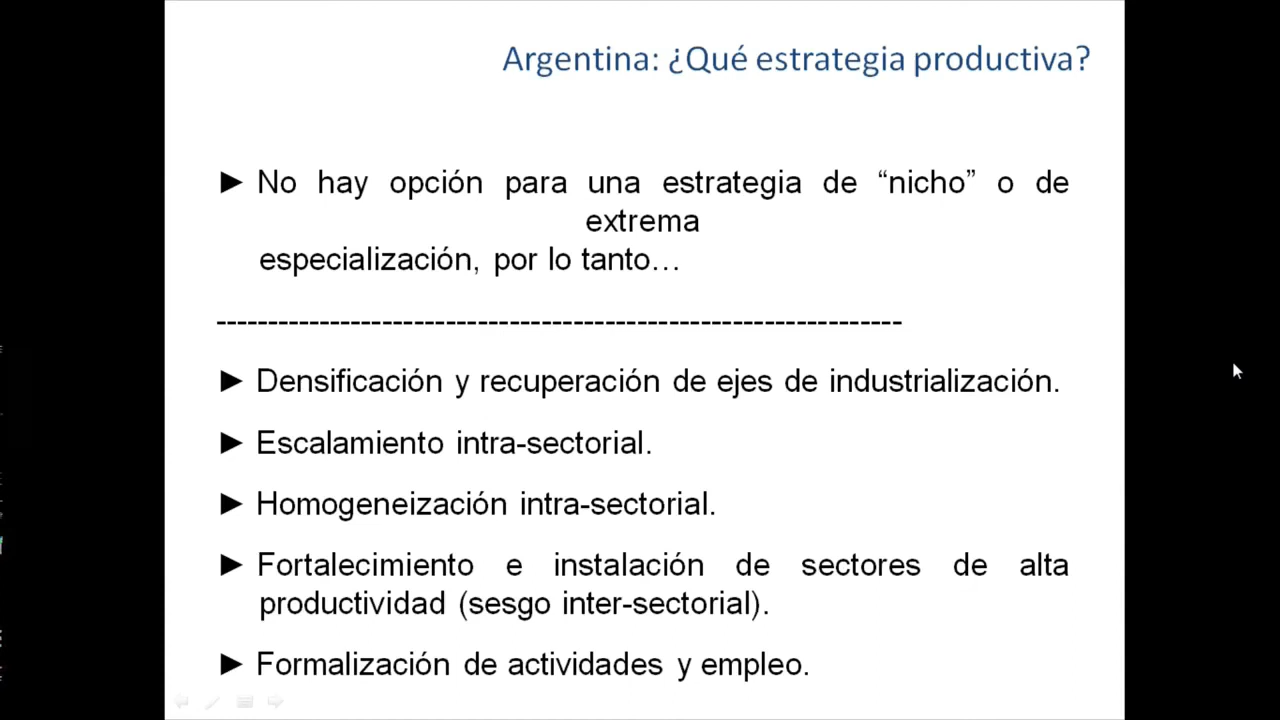 Argentina: ¿Qué estrategia productiva?
► No hay opción para una estrategia de “nicho” o de
extrema
especialización, por lo tanto…
------------------------------------------------------------------
► Densificación y recuperación de ejes de industrialización.
► Escalamiento intra-sectorial.
► Homogeneización intra-sectorial.
► Fortalecimiento e instalación de sectores de alta
productividad (sesgo inter-sectorial).
► Formalización de actividades y empleo.